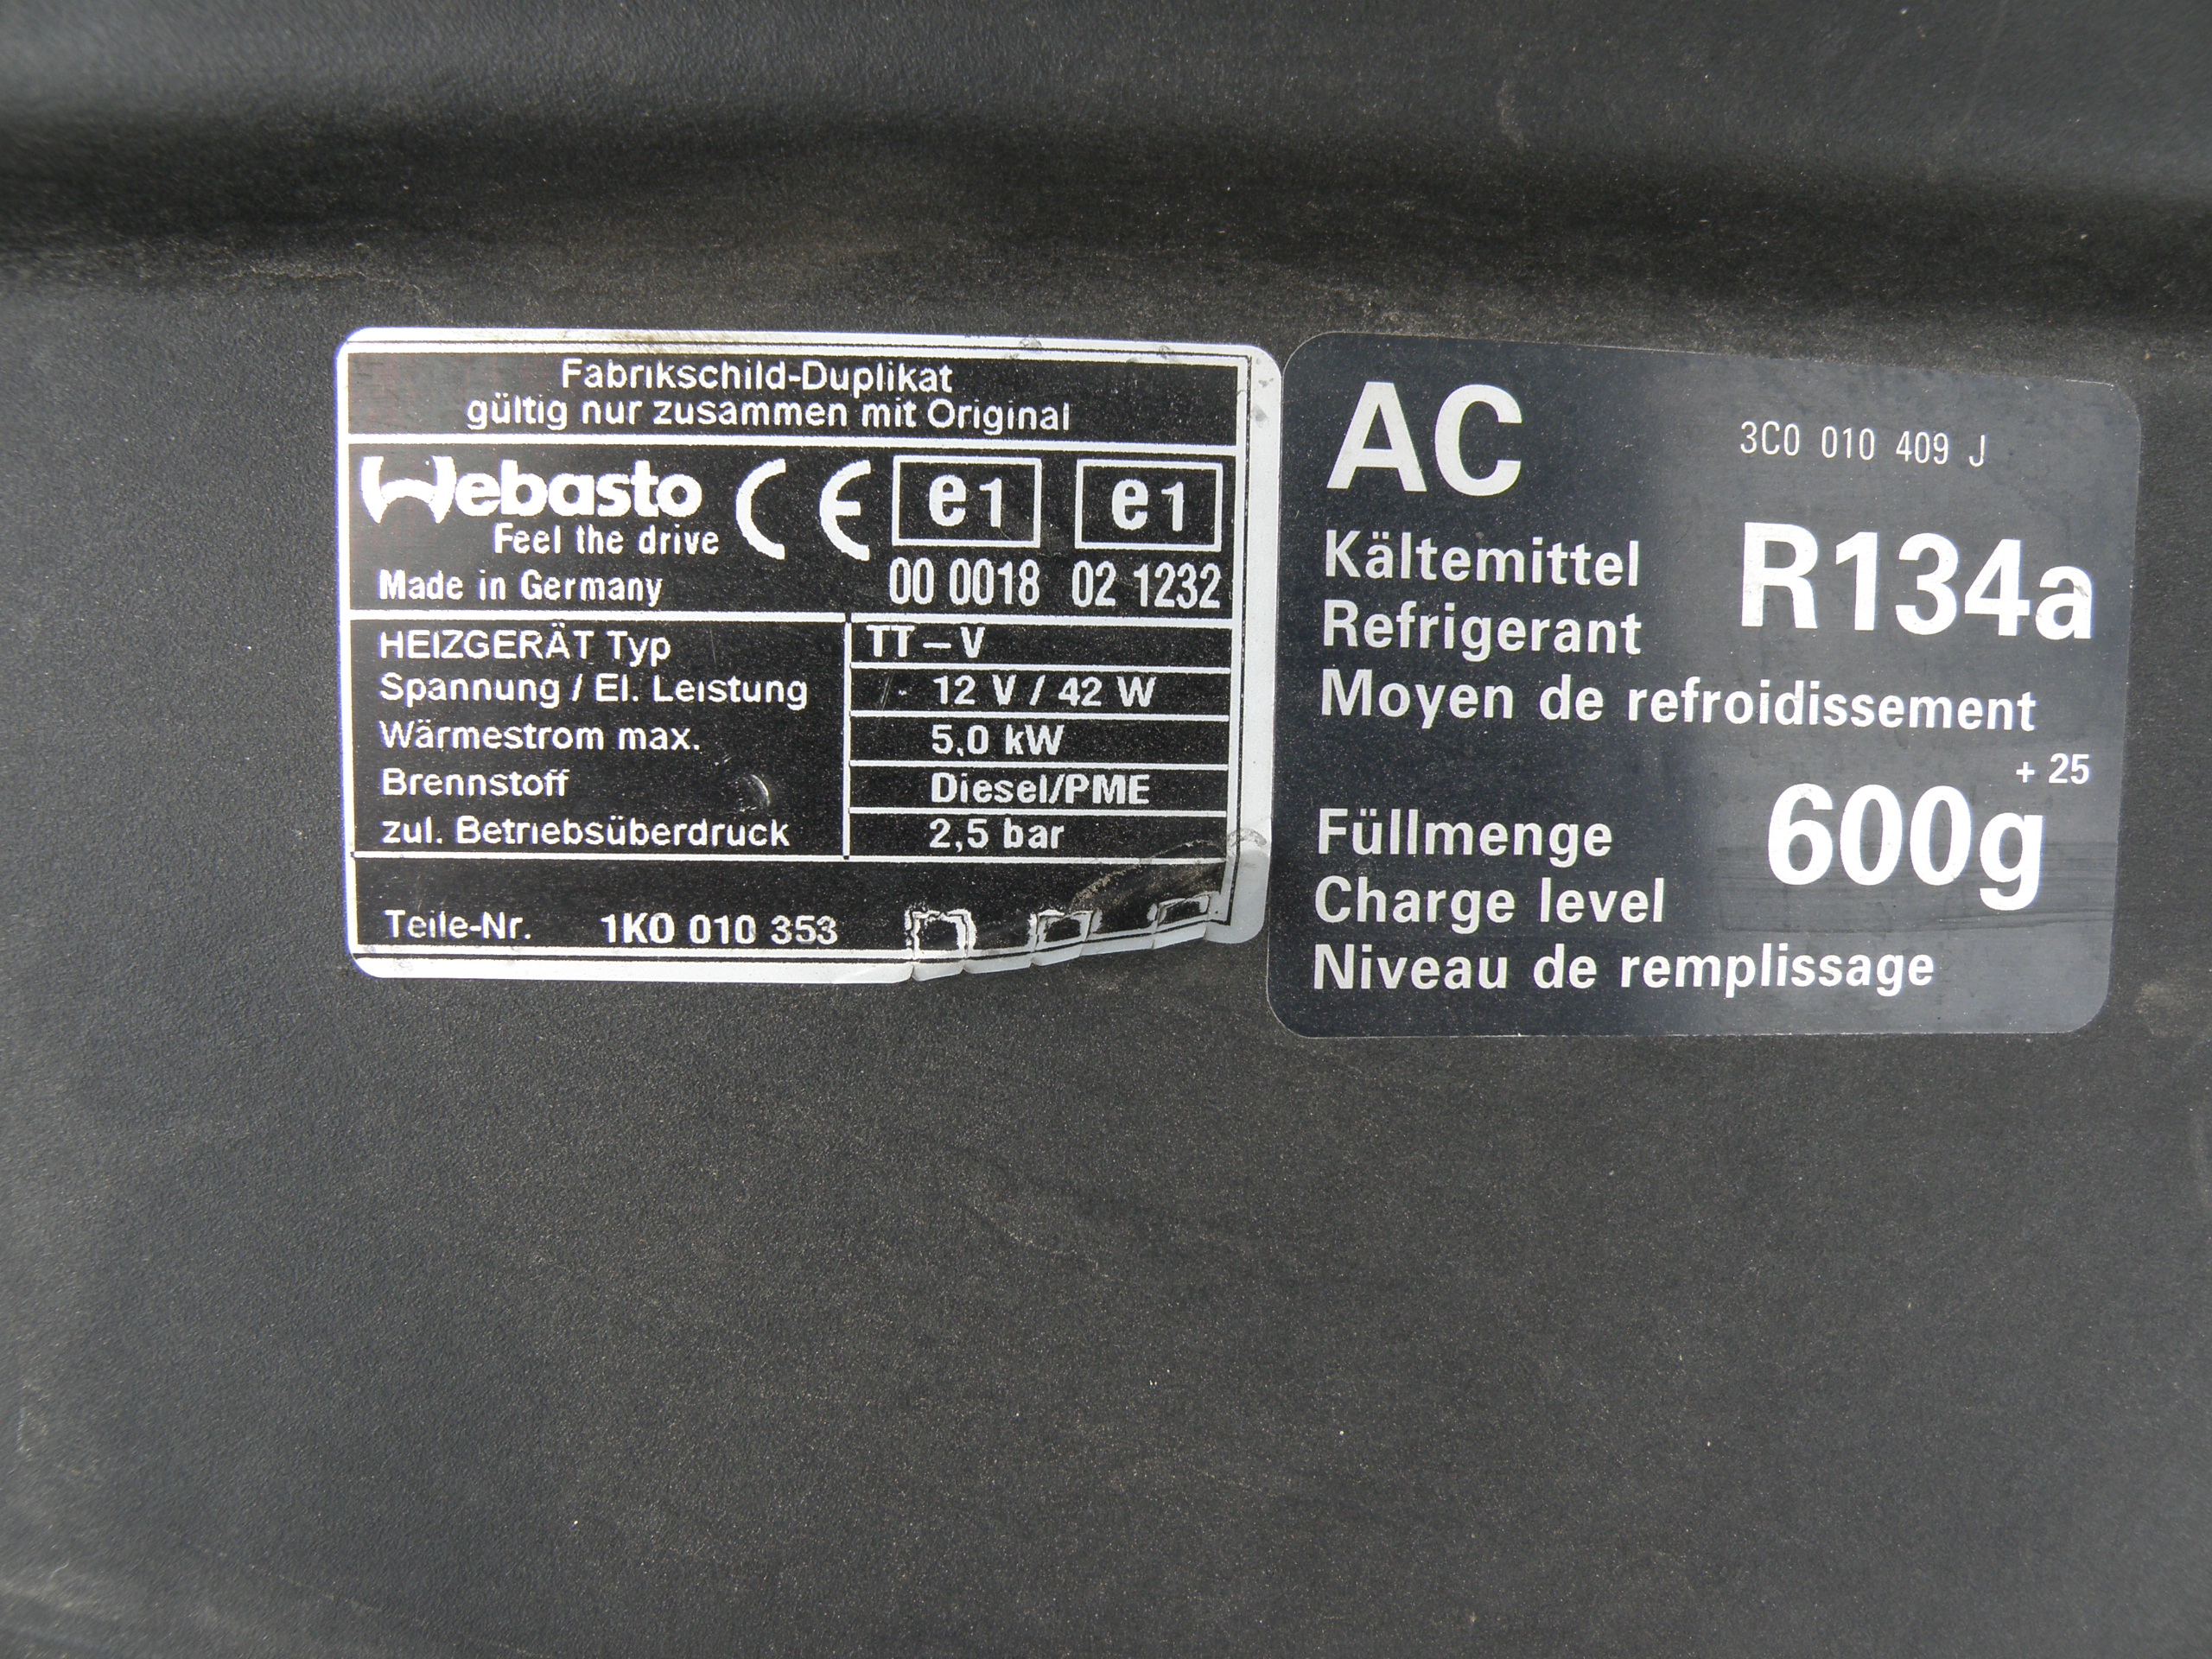 Fabrikschild-Duplikat
gültig nur zusammen mit Original
Webasto
Feel the drive
CE
e1
e1
00 0018
02 1232
Made in Germany
HEIZGERÄT Typ TT-V
Spannung / El. Leistung 12 V / 42 W
Wärmestrom max. 5,0 kW
Brennstoff Diesel/PME
zul. Betriebsüberdruck 2,5 bar
Teile-Nr. 1K0 010 353
AC 3C0 010 409 J
Kältemittel R134a
Refrigerant
Moyen de refroidissement
+ 25
Füllmenge 600g
Charge level
Niveau de remplissage